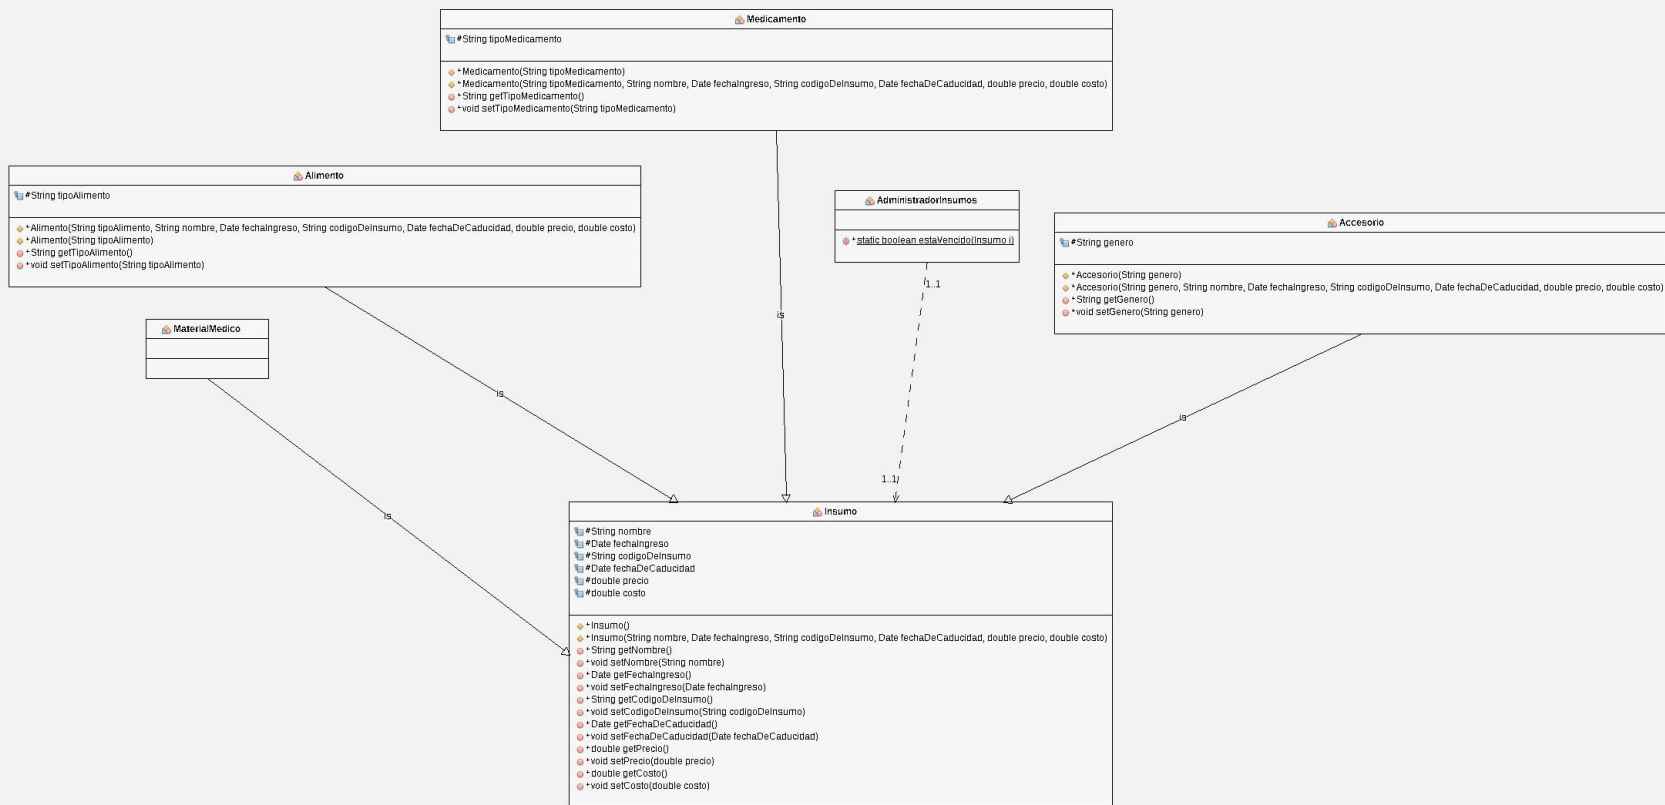 Medicamento
#String tipoMedicamento
+Medicamento(String tipoMedicamento)
+Medicamento(String tipoMedicamento, String nombre, Date fechaIngreso, String codigoDeInsumo, Date fechaDeCaducidad, double precio, double costo)
+String getTipoMedicamento()
+void setTipoMedicamento(String tipoMedicamento)
Alimento
#String tipoAlimento
+Alimento(String tipoAlimento, String nombre, Date fechaIngreso, String codigoDeInsumo, Date fechaDeCaducidad, double precio, double costo)
+Alimento(String tipoAlimento)
+String getTipoAlimento()
+void setTipoAlimento(String tipoAlimento)
AdministradorInsumos
+static boolean estaVencido(Insumo i)
Accesorio
#String genero
+Accesorio(String genero)
+Accesorio(String genero, String nombre, Date fechaIngreso, String codigoDeInsumo, Date fechaDeCaducidad, double precio, double costo)
+String getGenero()
+void setGenero(String genero)
MaterialMedico
1..1
is
is
is
1..1
is
Insumo
#String nombre
#Date fechaIngreso
#String codigoDeInsumo
#Date fechaDeCaducidad
#double precio
#double costo
+Insumo()
+Insumo(String nombre, Date fechaIngreso, String codigoDeInsumo, Date fechaDeCaducidad, double precio, double costo)
+String getNombre()
+void setNombre(String nombre)
+Date getFechaIngreso()
+void setFechaIngreso(Date fechaIngreso)
+String getCodigoDeInsumo()
+void setCodigoDeInsumo(String codigoDeInsumo)
+Date getFechaDeCaducidad()
+void setFechaDeCaducidad(Date fechaDeCaducidad)
+double getPrecio()
+void setPrecio(double precio)
+double getCosto()
+void setCosto(double costo)